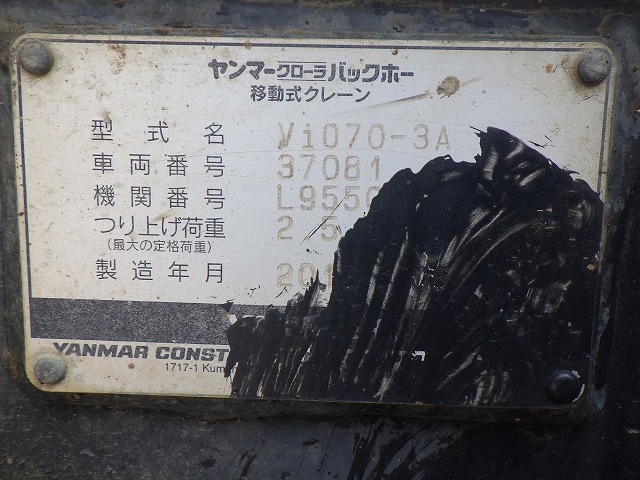 ヤンマークローラバックホー
移動式クレーン
型式名 ViO70-3A
車両番号 37081
機関番号 L955
つり上げ荷重 2 5
(最大の定格荷重)
製造年月 201
YANMAR CONST
1717-1 Kum